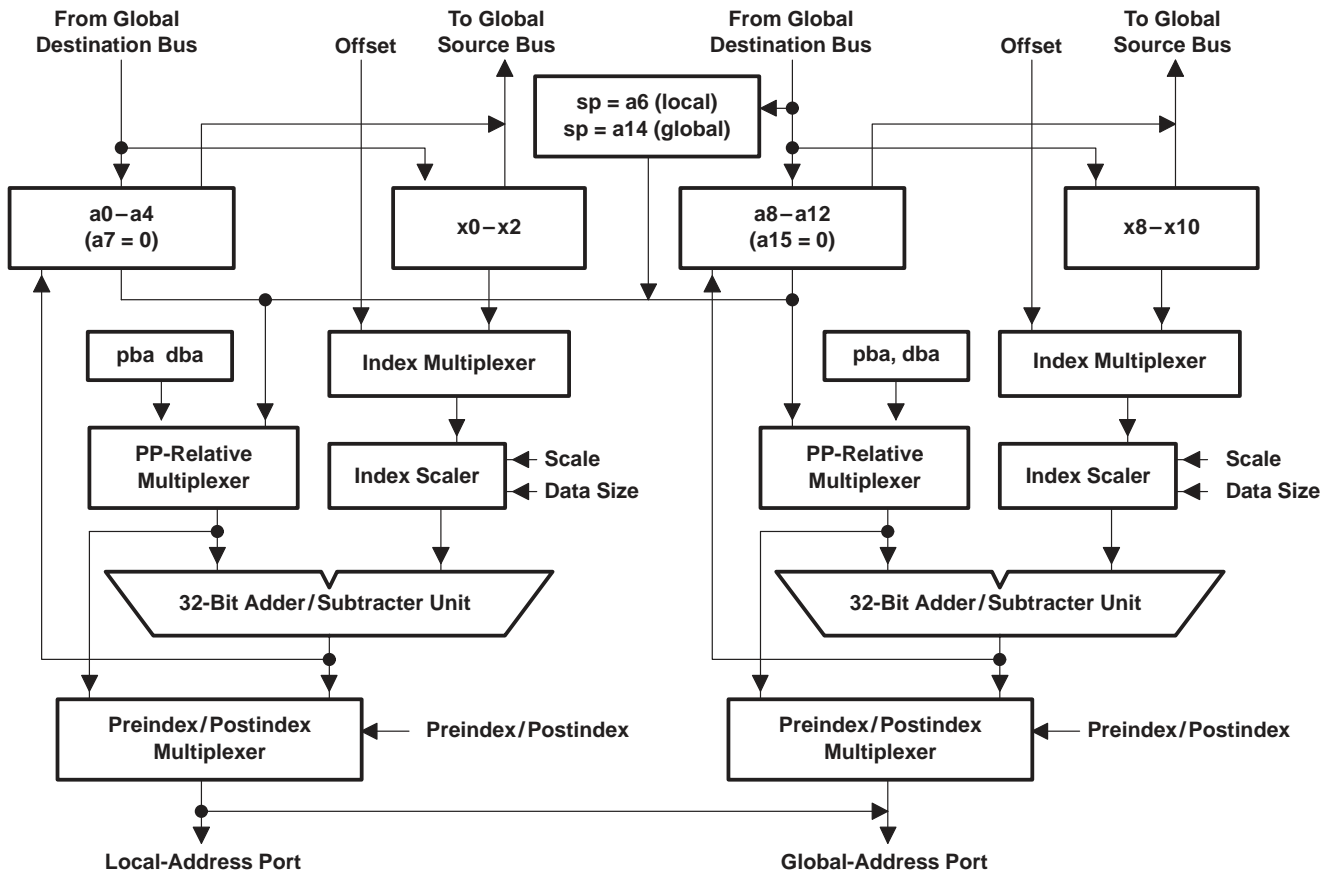 From Global
Destination Bus
Offset
To Global
Source Bus
From Global
Destination Bus
Offset
To Global
Source Bus
sp = a6 (local)
sp = a14 (global)
a0–a4
(a7 = 0)
x0–x2
a8–a12
(a15 = 0)
x8–x10
pba dba
Index Multiplexer
pba, dba
Index Multiplexer
PP-Relative
Multiplexer
Index Scaler
Scale
Data Size
PP-Relative
Multiplexer
Index Scaler
Scale
Data Size
32-Bit Adder/Subtracter Unit
32-Bit Adder/Subtracter Unit
Preindex/Postindex
Multiplexer
Preindex/Postindex
Preindex/Postindex
Multiplexer
Preindex/Postindex
Local-Address Port
Global-Address Port